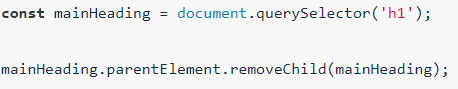 const mainHeading = document.querySelector('h1');
mainHeading.parentElement.removeChild(mainHeading);